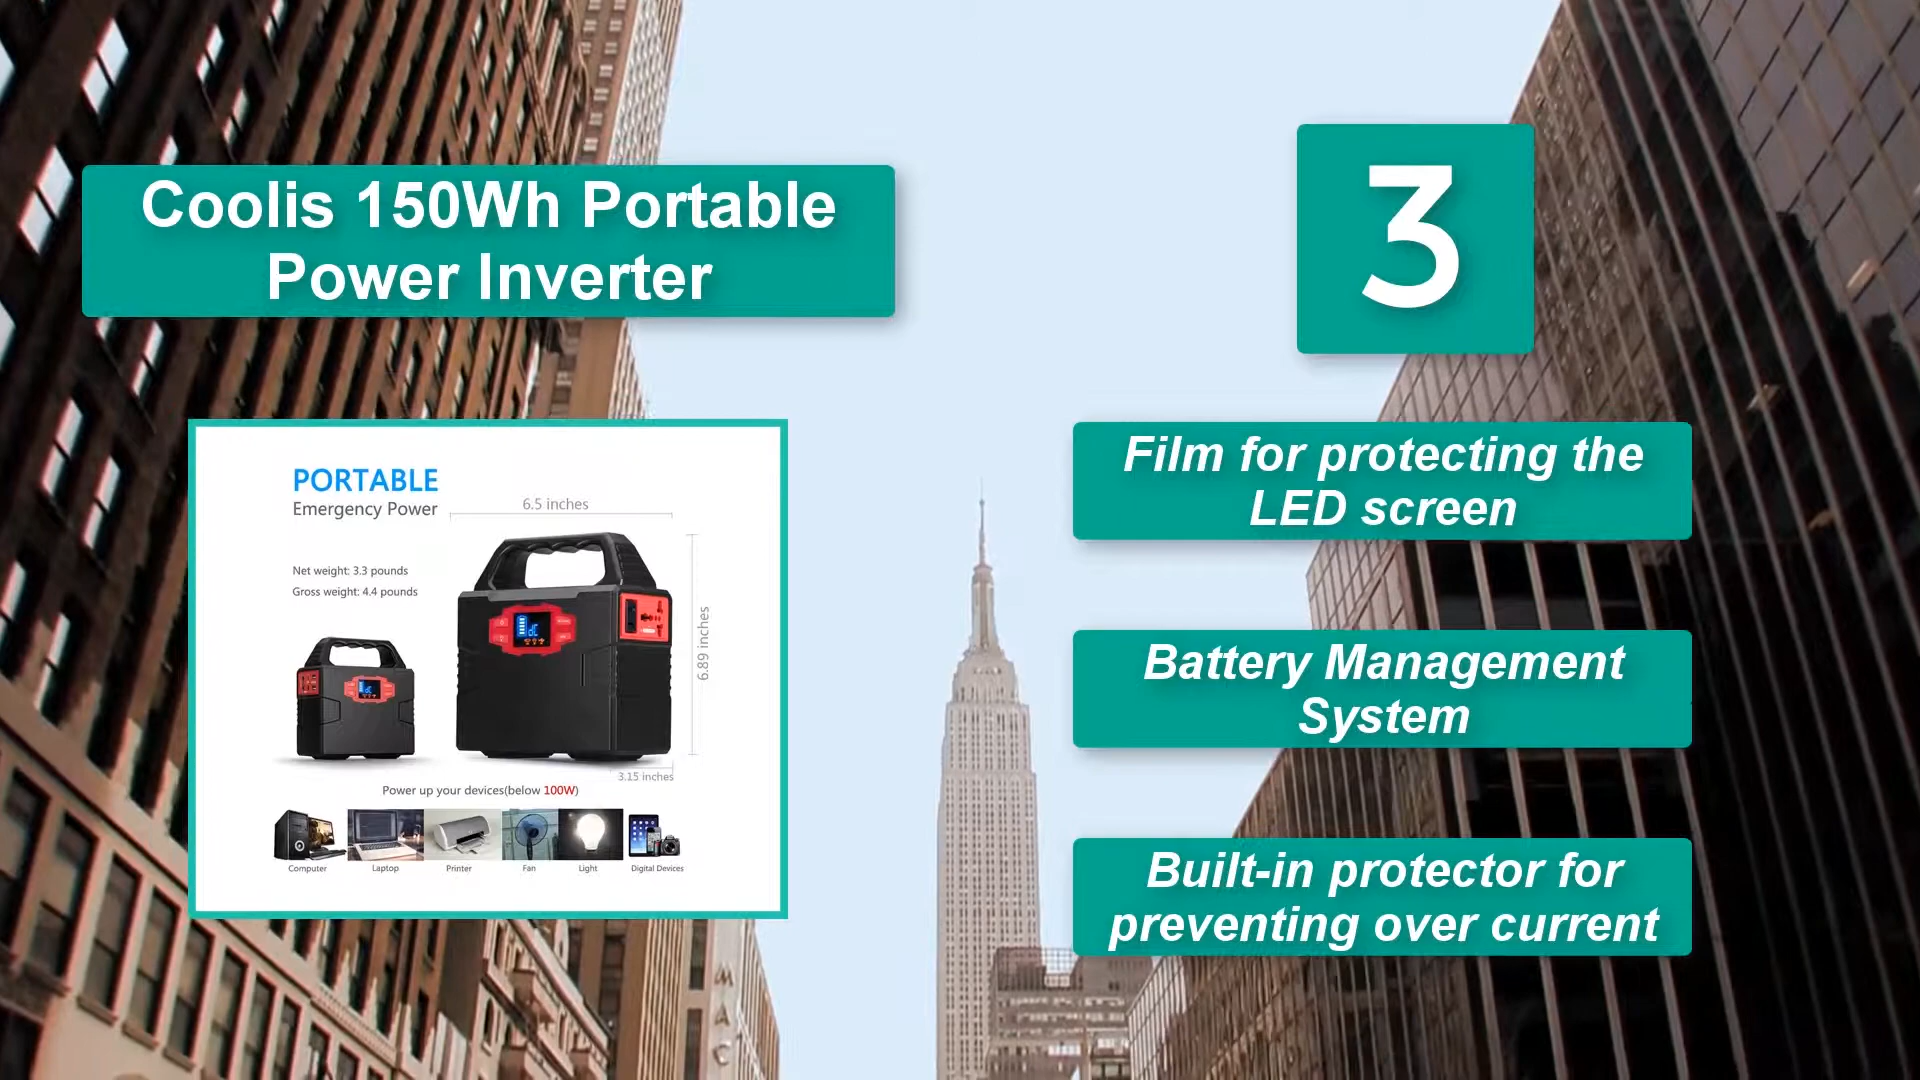 Coolis 150Wh Portable
Power Inverter
3
PORTABLE
Emergency Power
6.5 inches
Net weight: 3.3 pounds
Gross weight: 4.4 pounds
6.89 inches
3.15 inches
Power up your devices(below 100W)
Computer
Laptop
Printer
Fan
Light
Digital Devices
Film for protecting the
LED screen
Battery Management
System
Built-in protector for
preventing over current
MAC